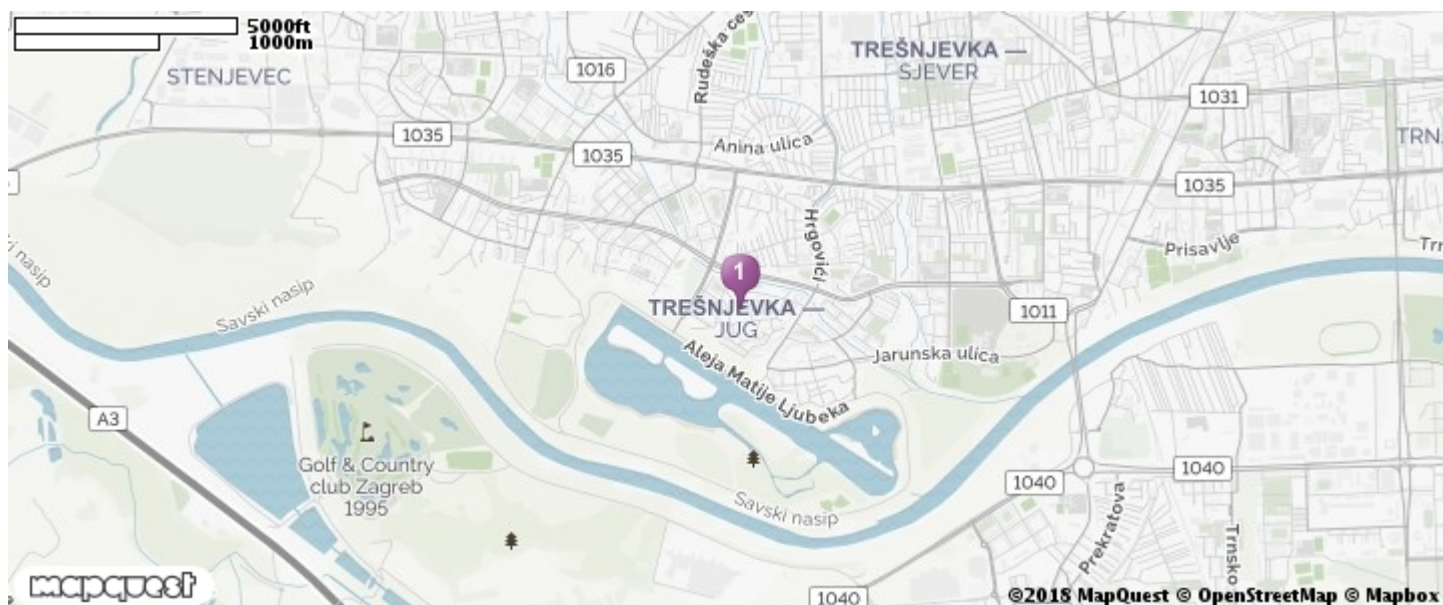 5000ft
1000m
STENJEVEC
1016
Rudeška ces
TREŠNJEVKA —
SJEVER
1031
1035
1035
Anina ulica
TRNJ
1035
Hrgovići
Prisavlje
Savski nasip
1
TREŠNJEVKA —
JUG
1011
Jarunska ulica
Aleja Matije Ljubeka
A3
Golf & Country
club Zagreb
1995
Savski nasip
1040
1040
Prekratova
Trnsko
1040
mapquest
©2018 MapQuest © OpenStreetMap © Mapbox